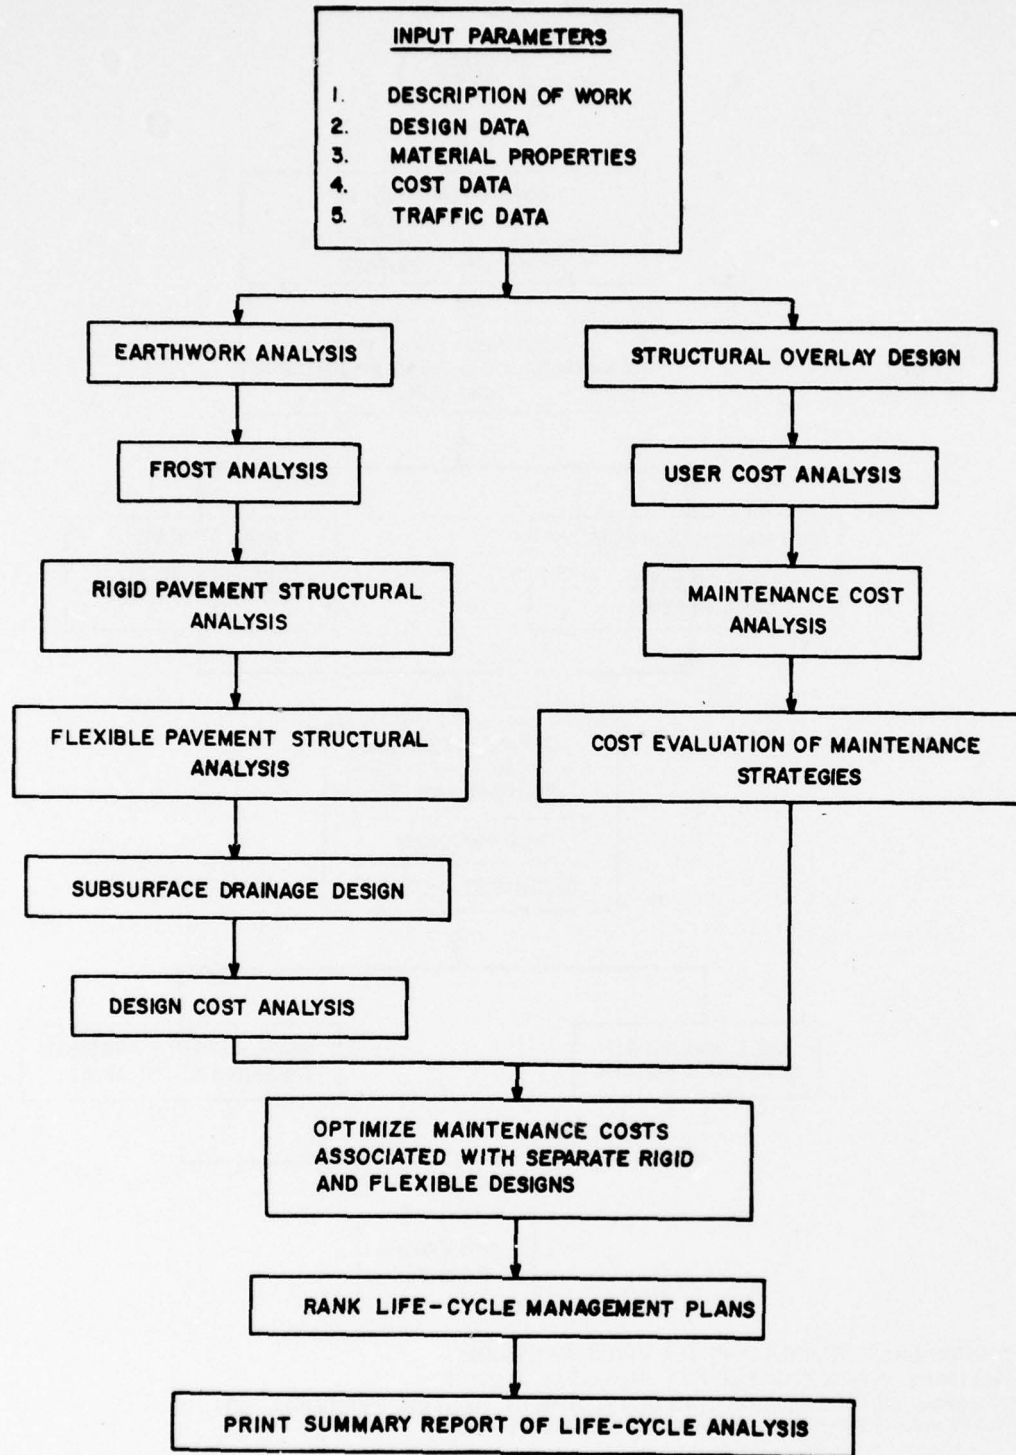 INPUT PARAMETERS
1. DESCRIPTION OF WORK
2. DESIGN DATA
3. MATERIAL PROPERTIES
4. COST DATA
5. TRAFFIC DATA
EARTHWORK ANALYSIS
FROST ANALYSIS
RIGID PAVEMENT STRUCTURAL
ANALYSIS
FLEXIBLE PAVEMENT STRUCTURAL
ANALYSIS
SUBSURFACE DRAINAGE DESIGN
DESIGN COST ANALYSIS
STRUCTURAL OVERLAY DESIGN
USER COST ANALYSIS
MAINTENANCE COST
ANALYSIS
COST EVALUATION OF MAINTENANCE
STRATEGIES
OPTIMIZE MAINTENANCE COSTS
ASSOCIATED WITH SEPARATE RIGID
AND FLEXIBLE DESIGNS
RANK LIFE-CYCLE MANAGEMENT PLANS
PRINT SUMMARY REPORT OF LIFE-CYCLE ANALYSIS